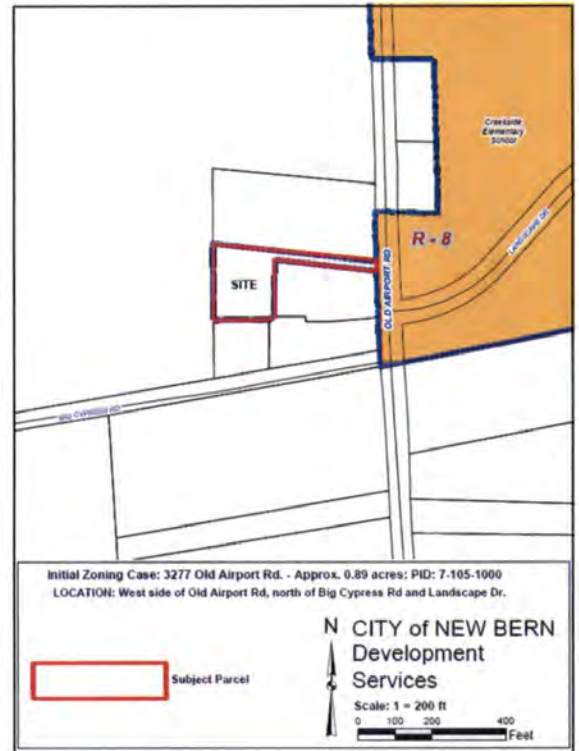 Creekside
Elementary
School
R - 8
LANDSCAPE DR
OLD AIRPORT RD
SITE
BIG CYPRESS RD
Initial Zoning Case: 3277 Old Airport Rd. - Approx. 0.89 acres: PID: 7-105-1000
LOCATION: West side of Old Airport Rd, north of Big Cypress Rd and Landscape Dr.
Subject Parcel
N
CITY of NEW BERN
Development
Services
Scale: 1 = 200 ft
0 100 200 400
Feet